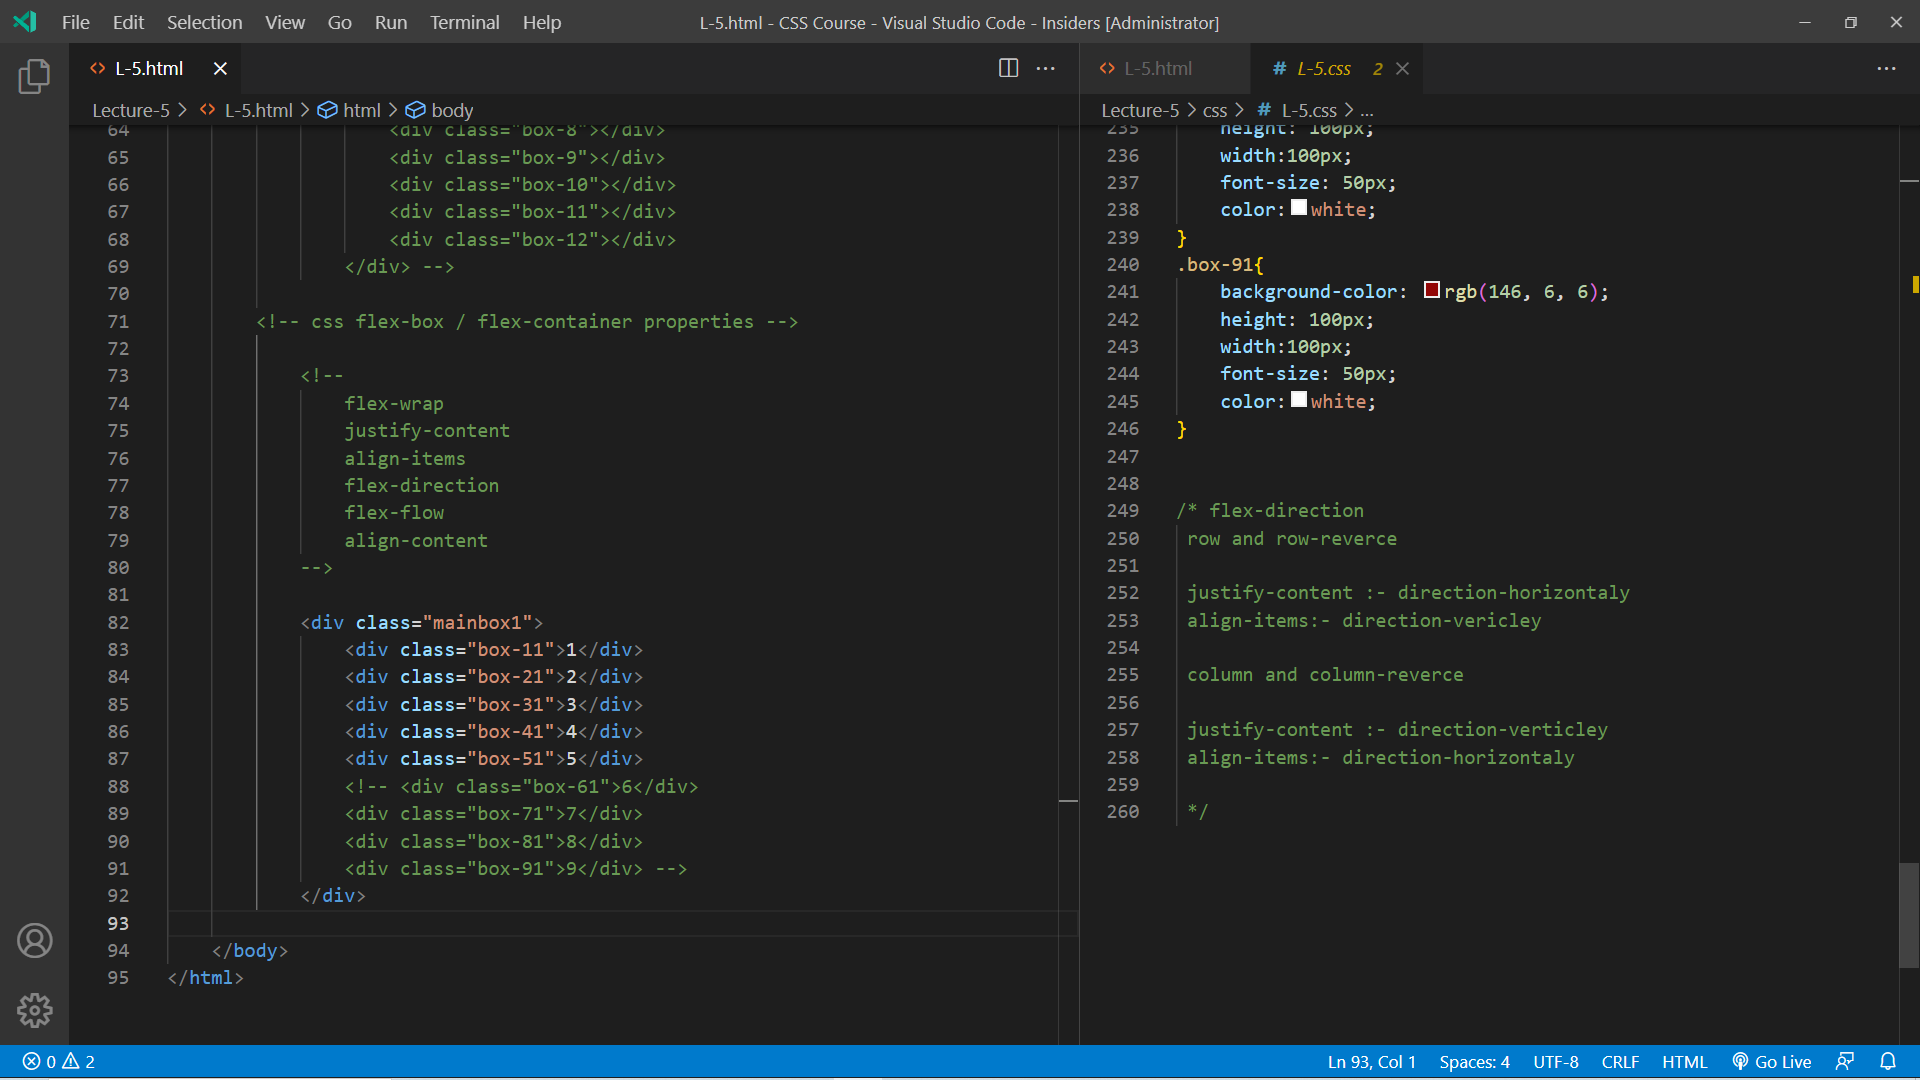 File Edit Selection View Go Run Terminal Help
L-5.html - CSS Course - Visual Studio Code - Insiders [Administrator]
L-5.html
Lecture-5 > L-5.html > html > body
64 <div class="box-8"></div>
65 <div class="box-9"></div>
66 <div class="box-10"></div>
67 <div class="box-11"></div>
68 <div class="box-12"></div>
69 </div> -->
70
71 <!-- css flex-box / flex-container properties -->
72
73 <!--
74 flex-wrap
75 justify-content
76 align-items
77 flex-direction
78 flex-flow
79 align-content
80 -->
81
82 <div class="mainbox1">
83 <div class="box-11">1</div>
84 <div class="box-21">2</div>
85 <div class="box-31">3</div>
86 <div class="box-41">4</div>
87 <div class="box-51">5</div>
88 <!-- <div class="box-61">6</div>
89 <div class="box-71">7</div>
90 <div class="box-81">8</div>
91 <div class="box-91">9</div> -->
92 </div>
93
94 </body>
95 </html>
L-5.html # L-5.css 2
Lecture-5 > css > # L-5.css > ...
235 height: 100px;
236 width:100px;
237 font-size: 50px;
238 color: white;
239 }
240 .box-91{
241 background-color: rgb(146, 6, 6);
242 height: 100px;
243 width:100px;
244 font-size: 50px;
245 color: white;
246 }
247
248
249 /* flex-direction
250 row and row-reverce
251
252 justify-content :- direction-horizontaly
253 align-items:- direction-vericley
254
255 column and column-reverce
256
257 justify-content :- direction-verticley
258 align-items:- direction-horizontaly
259
260 */
0 2 Ln 93, Col 1 Spaces: 4 UTF-8 CRLF HTML Go Live